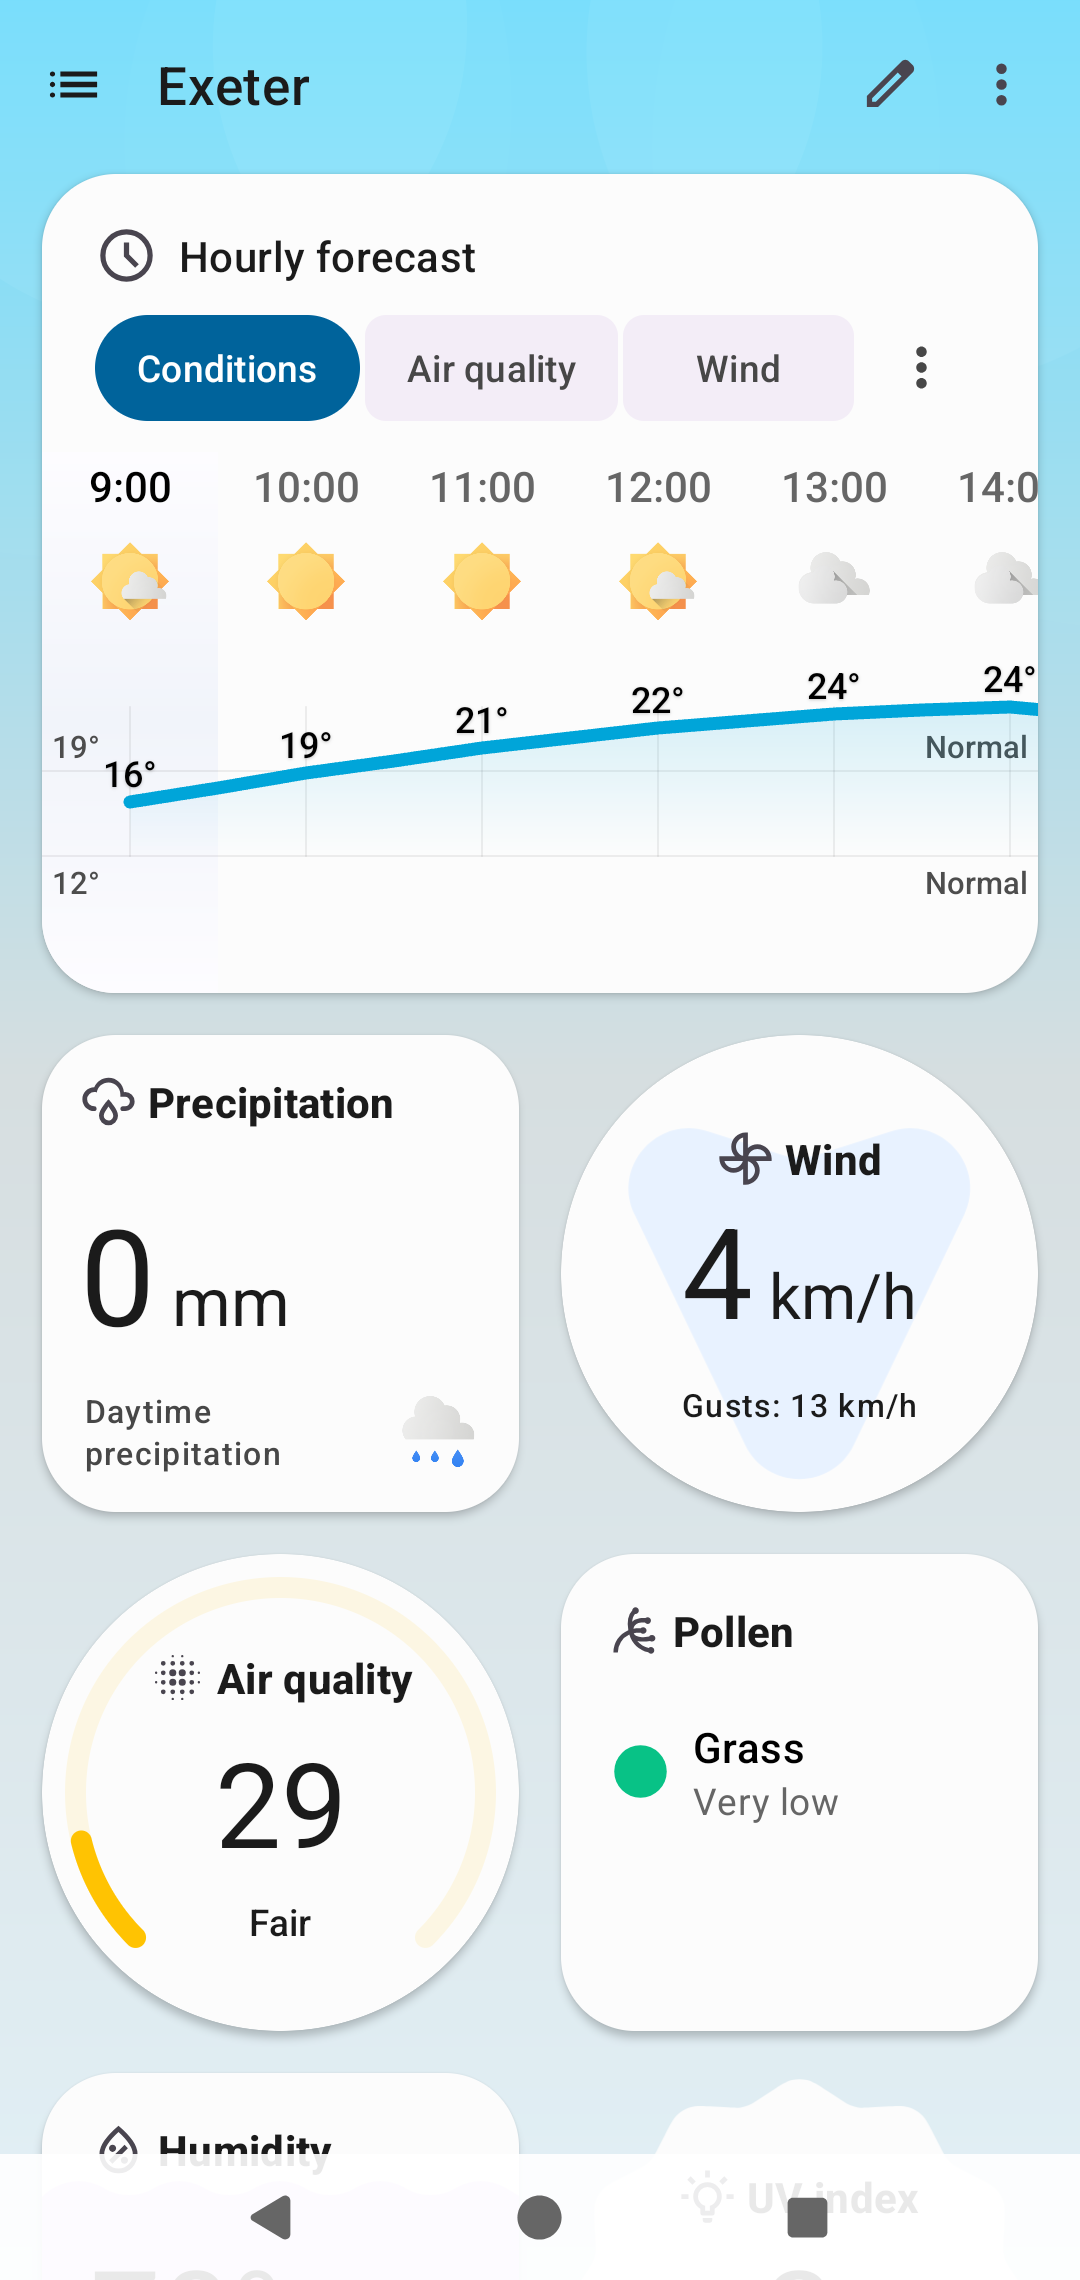 Exeter
Hourly forecast
Conditions Air quality Wind
9:00 10:00 11:00 12:00 13:00 14:0
16° 19° 21° 22° 24° 24°
19° Normal
12° Normal
Precipitation
0 mm
Daytime
precipitation
Wind
4 km/h
Gusts: 13 km/h
Air quality
29
Fair
Pollen
Grass
Very low
Humidity
UV index